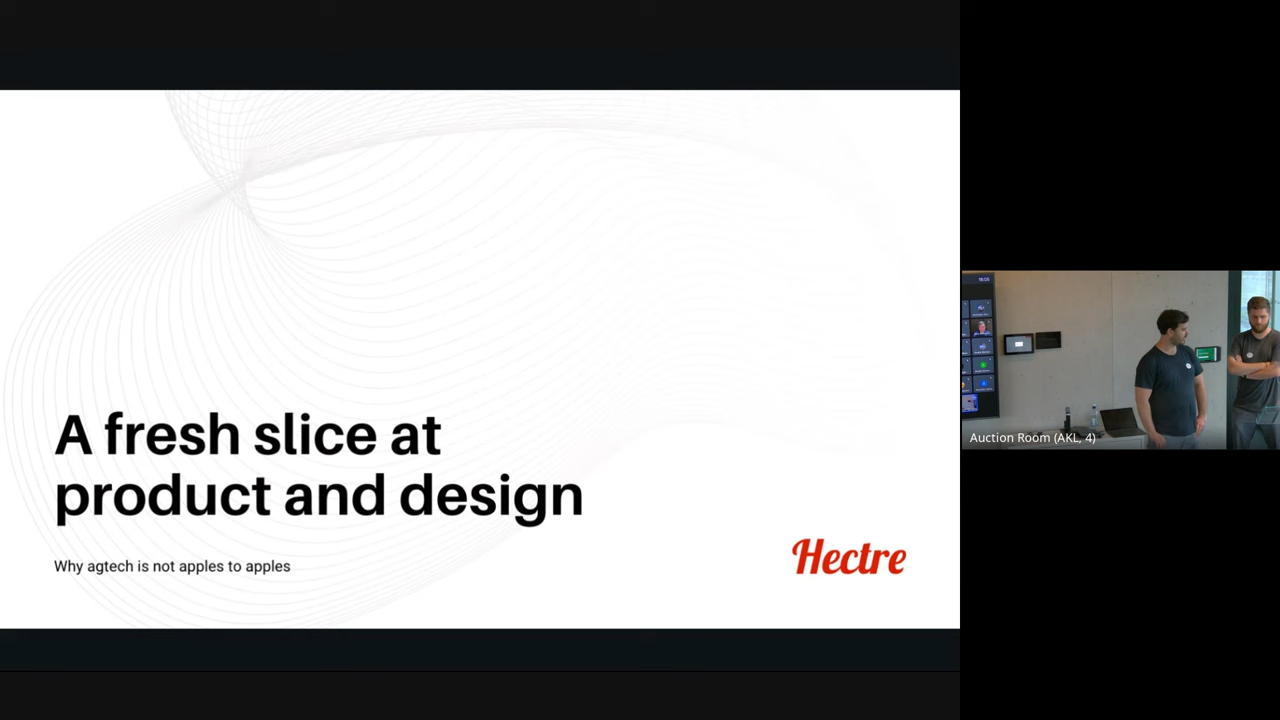 A fresh slice at
product and design
Why agtech is not apples to apples
Hectre
Auction Room (AKL, 4)